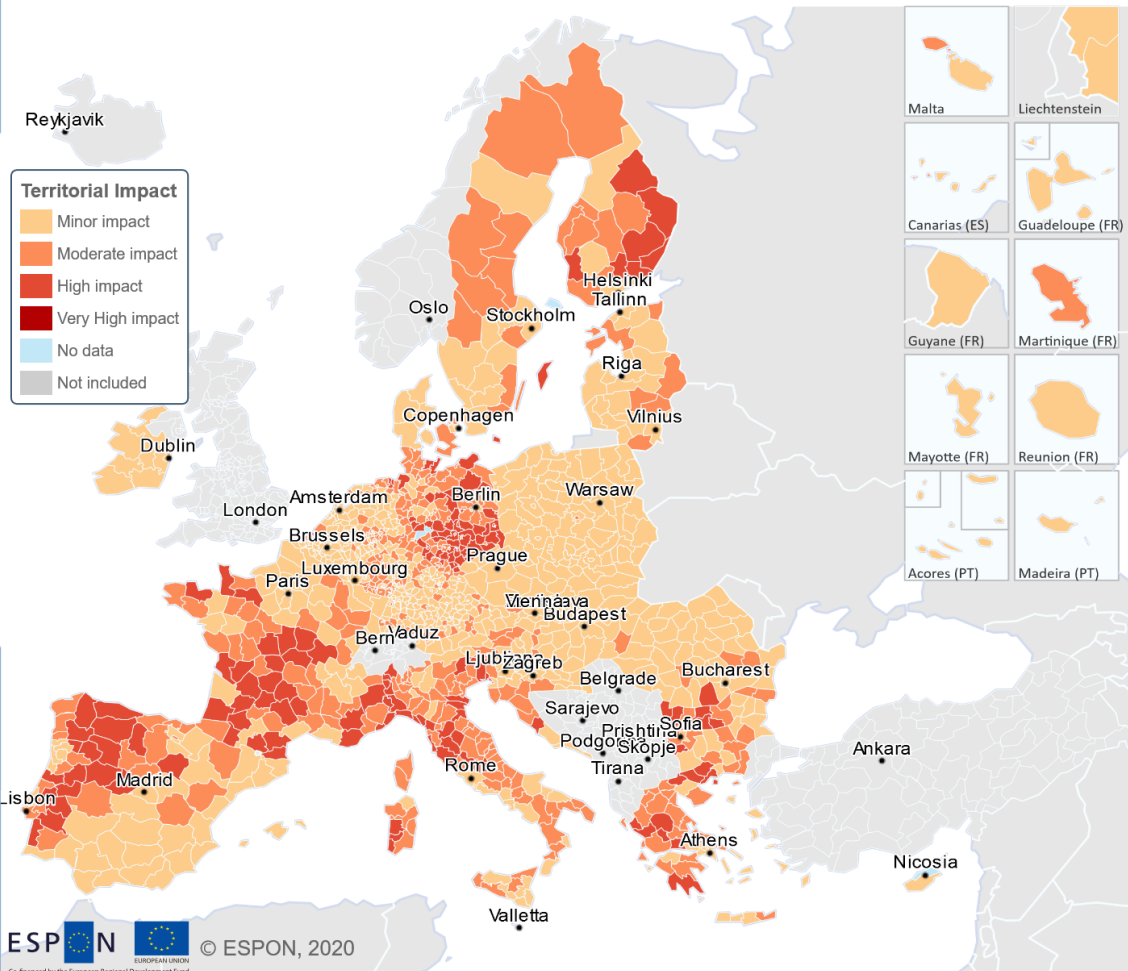 Reykjavik
Territorial Impact
Minor impact
Moderate impact
High impact
Very High impact
No data
Not included
Oslo
Stockholm
Helsinki
Tallinn
Riga
Vilnius
Copenhagen
Dublin
London
Amsterdam
Berlin
Warsaw
Brussels
Luxembourg
Prague
Paris
Budapest
Bern
Vaduz
Zagreb
Belgrade
Bucharest
Sarajevo
Sofia
Skopje
Tirana
Rome
Madrid
Lisbon
Ankara
Athens
Nicosia
Valletta
Malta
Liechtenstein
Canarias (ES)
Guadeloupe (FR)
Guyane (FR)
Martinique (FR)
Mayotte (FR)
Reunion (FR)
Acores (PT)
Madeira (PT)
ESPON
EUROPEAN UNION
© ESPON, 2020